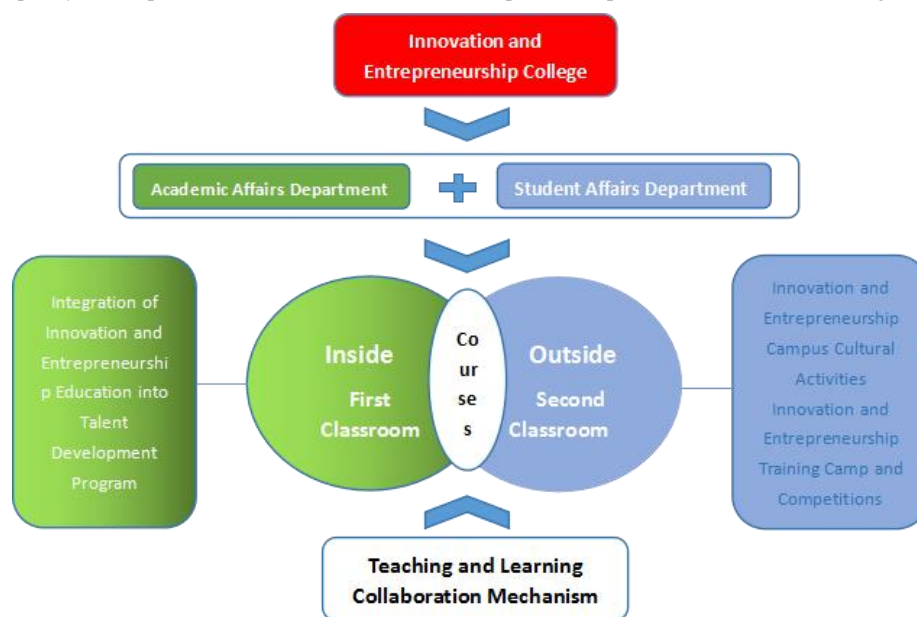 Innovation and
Entrepreneurship College
Academic Affairs Department
Student Affairs Department
Integration of
Innovation and
Entrepreneurshi
p Education into
Talent
Development
Program
Inside
First
Classroom
Co
ur
se
s
Outside
Second
Classroom
Innovation and
Entrepreneurship
Campus Cultural
Activities
Innovation and
Entrepreneurship
Training Camp and
Competitions
Teaching and Learning
Collaboration Mechanism